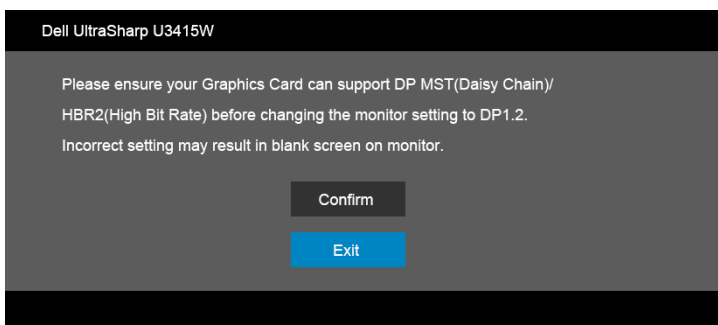 Dell UltraSharp U3415W
Please ensure your Graphics Card can support DP MST(Daisy Chain)/
HBR2(High Bit Rate) before changing the monitor setting to DP1.2.
Incorrect setting may result in blank screen on monitor.
Confirm
Exit